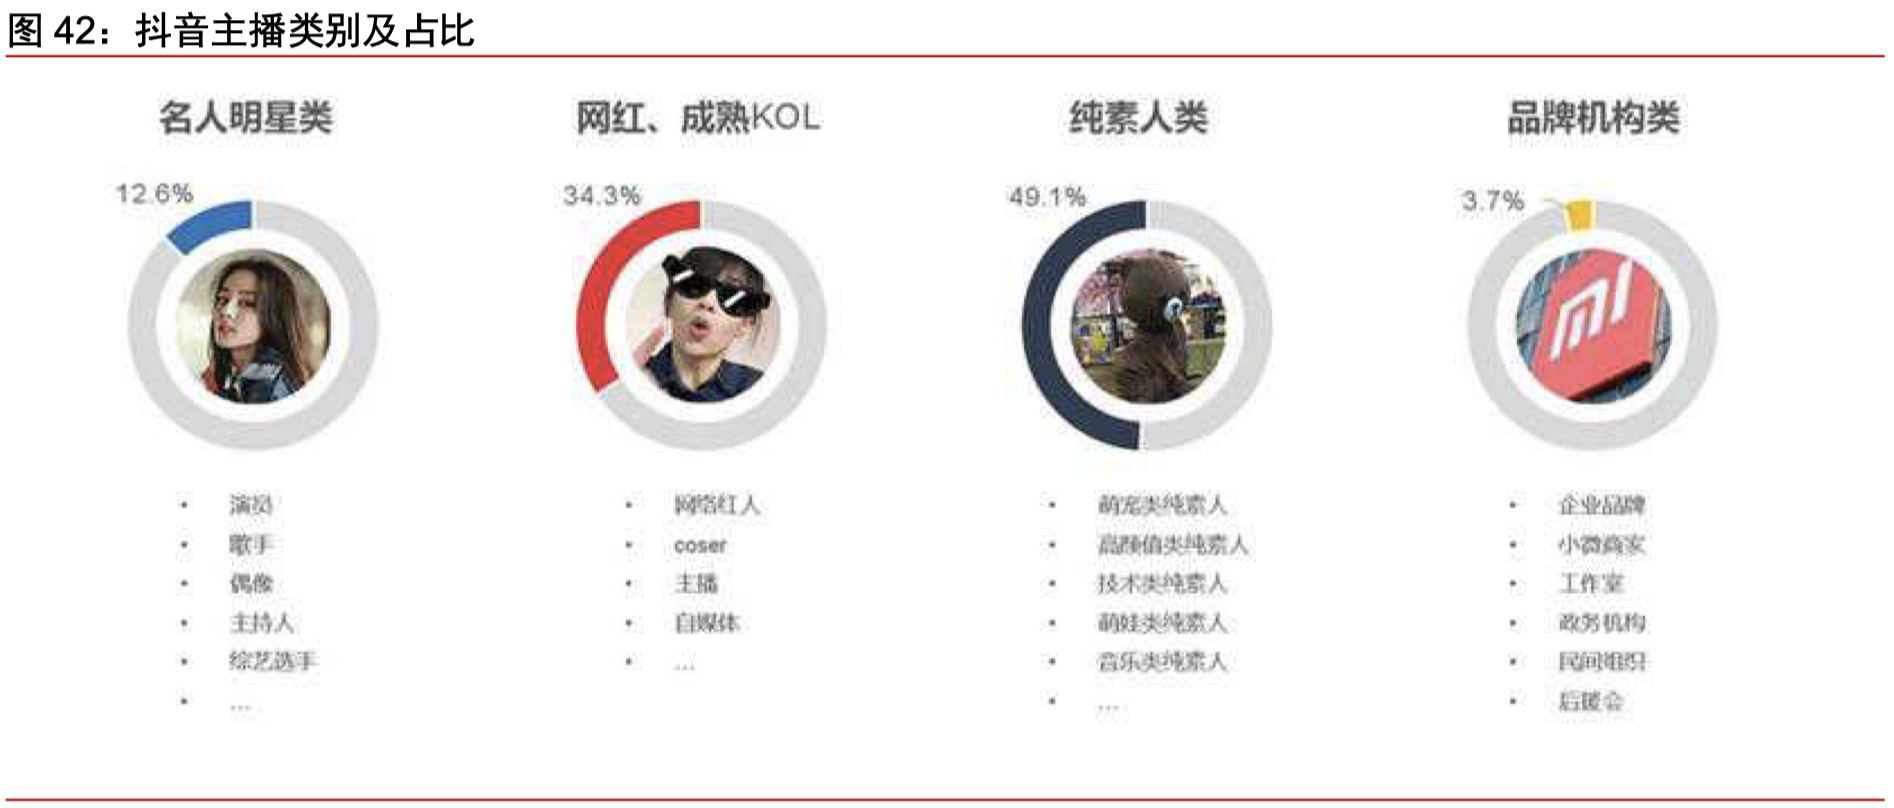 图 42：抖音主播类别及占比
名人明星类
12.6%
• 演员
• 歌手
• 偶像
• 主持人
• 综艺选手
• …
网红、成熟KOL
34.3%
• 网络红人
• coser
• 主播
• 自媒体
• …
纯素人类
49.1%
• 萌宠类纯素人
• 高颜值类纯素人
• 技术类纯素人
• 萌娃类纯素人
• 音乐类纯素人
• …
品牌机构类
3.7%
• 企业品牌
• 小微商家
• 工作室
• 政务机构
• 民间组织
• 后援会